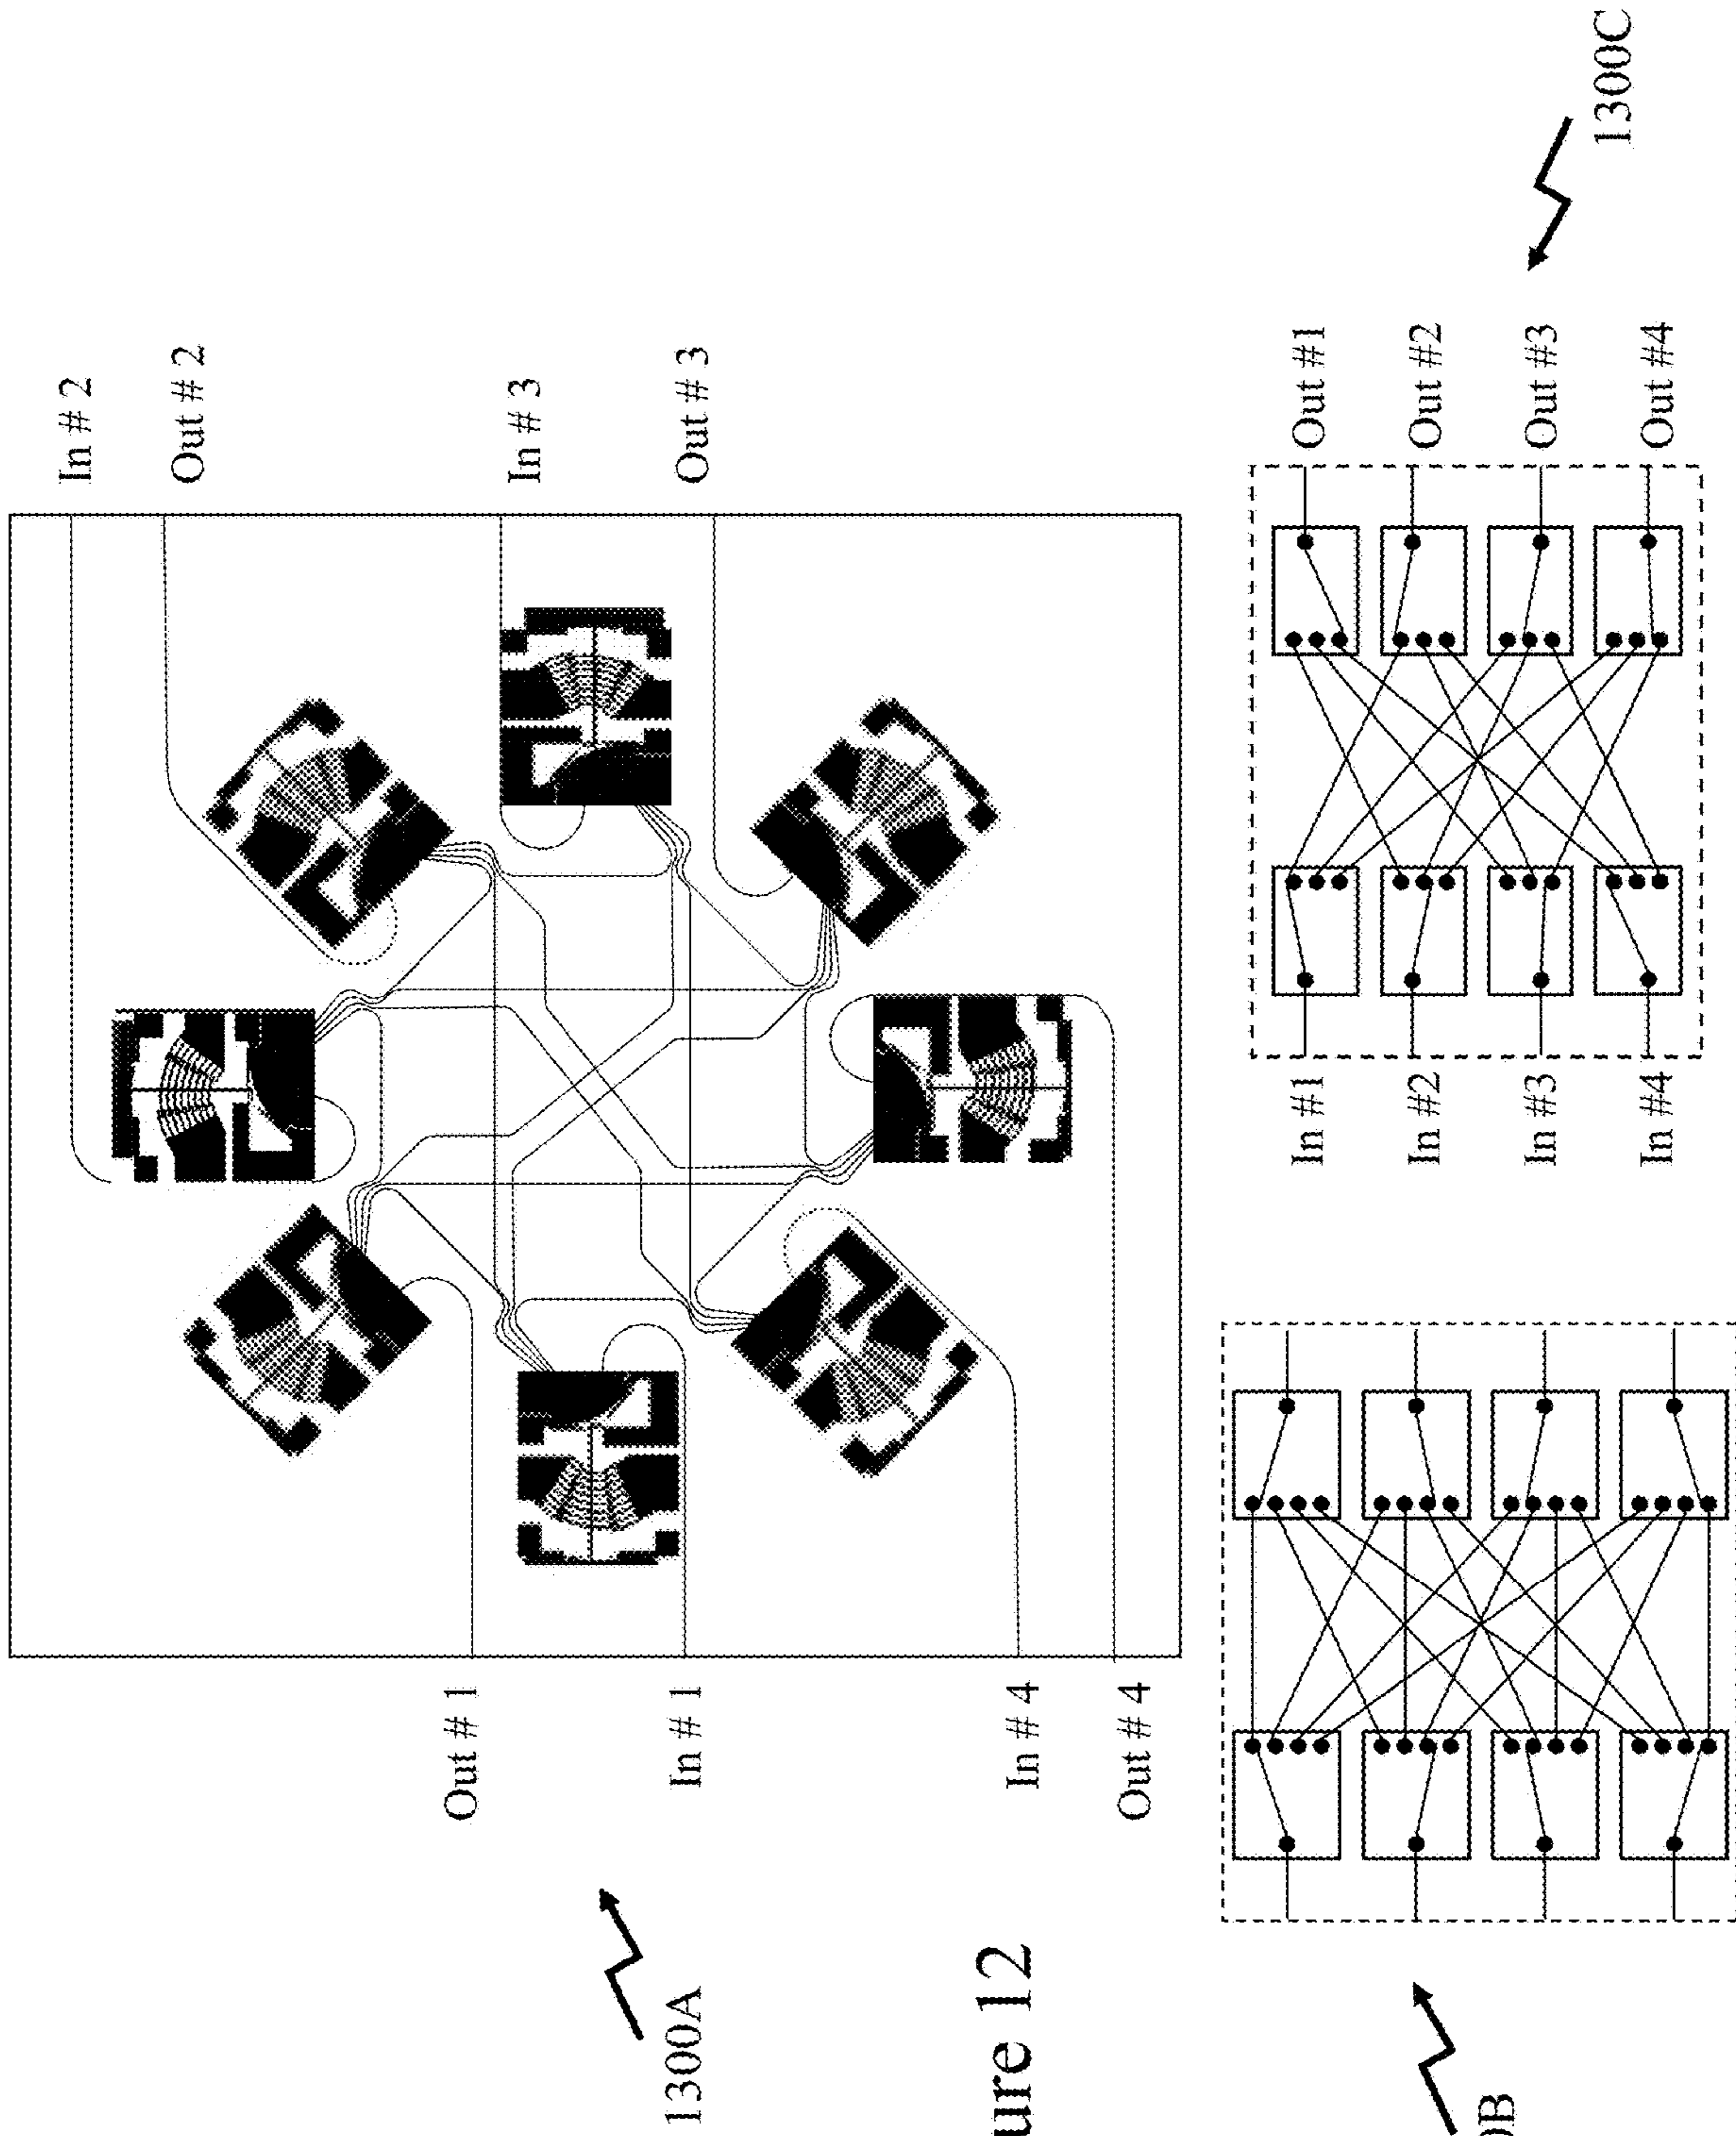 In # 2
Out # 2
In # 3
Out # 3
Out # 1
In # 1
In # 4
Out # 4
1300A
ure 12
0B
In #1
In #2
In #3
In #4
Out #1
Out #2
Out #3
Out #4
1300C